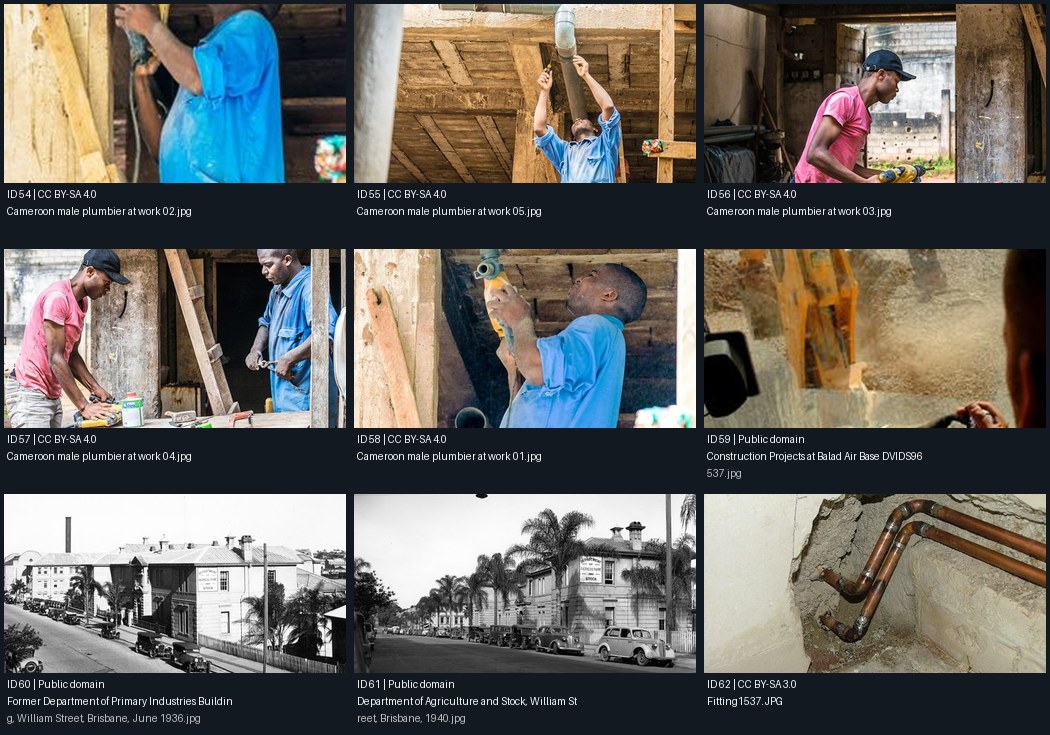 ID54 | CC BY-SA 4.0
Cameroon male plumbier at work 02.jpg
ID55 | CC BY-SA 4.0
Cameroon male plumbier at work 05.jpg
ID56 | CC BY-SA 4.0
Cameroon male plumbier at work 03.jpg
ID57 | CC BY-SA 4.0
Cameroon male plumbier at work 04.jpg
ID58 | CC BY-SA 4.0
Cameroon male plumbier at work 01.jpg
ID59 | Public domain
Construction Projects at Balad Air Base DVIDS96
537.jpg
ID60 | Public domain
Former Department of Primary Industries Buildin
g, William Street, Brisbane, June 1936.jpg
STOCK
ID61 | Public domain
Department of Agriculture and Stock, William St
reet, Brisbane, 1940.jpg
ID62 | CC BY-SA 3.0
Fitting1537.JPG